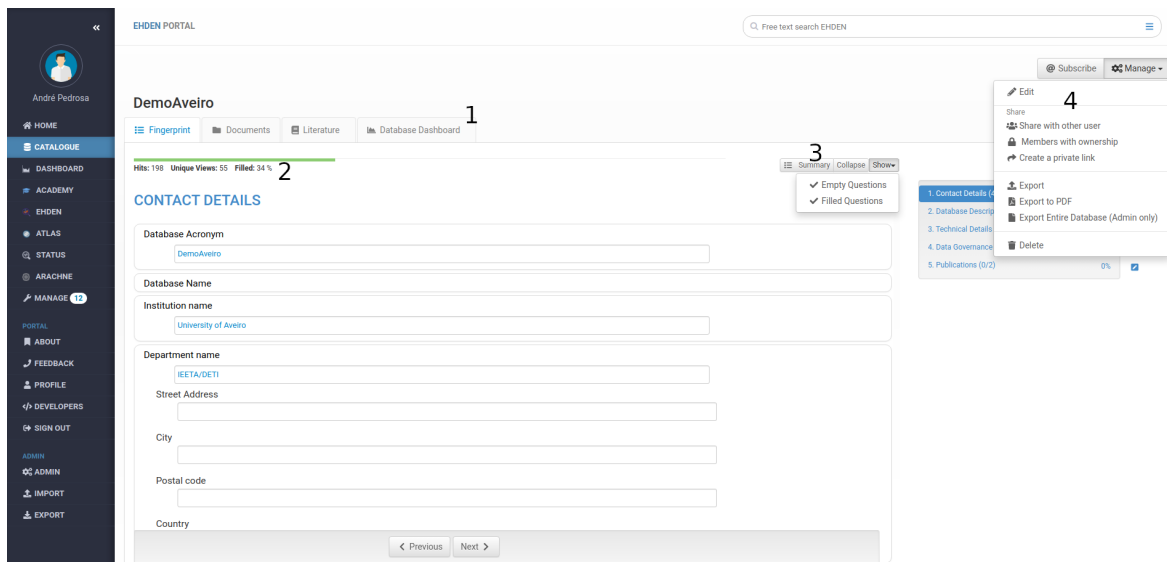 «
EHDEN PORTAL
Free text search EHDEN
André Pedrosa
HOME
CATALOGUE
DASHBOARD
ACADEMY
EHDEN
ATLAS
STATUS
ARACHNE
MANAGE 12
PORTAL
ABOUT
FEEDBACK
PROFILE
DEVELOPERS
SIGN OUT
ADMIN
ADMIN
IMPORT
EXPORT
@ Subscribe
Manage
DemoAveiro
1
Fingerprint
Documents
Literature
Database Dashboard
Hits: 198 Unique Views: 55 Filled: 34 %
2
3
Summary
Collapse
Show
Empty Questions
Filled Questions
4
Edit
Share
Share with other user
Members with ownership
Create a private link
Export
Export to PDF
Export Entire Database (Admin only)
Delete
1. Contact Details (4
2. Database Descrip
3. Technical Details
4. Data Governance
5. Publications (0/2) 0%
CONTACT DETAILS
Database Acronym
DemoAveiro
Database Name
Institution name
University of Aveiro
Department name
IEETA/DETI
Street Address
City
Postal code
Country
Previous
Next